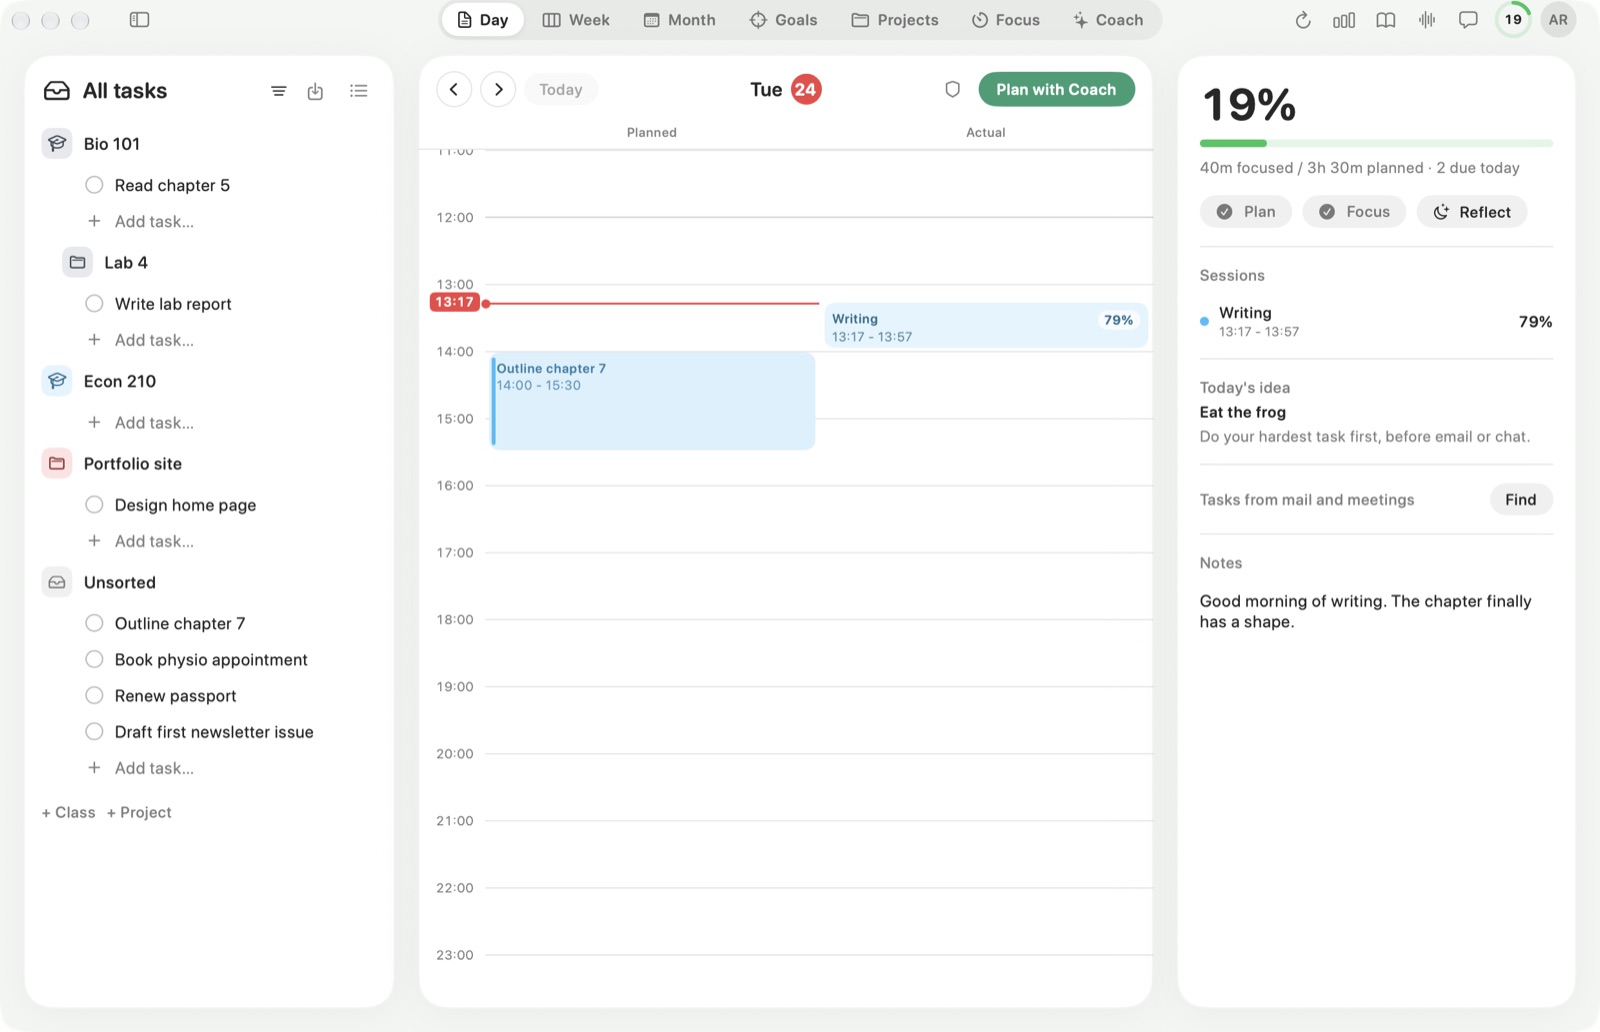 Day
Week
Month
Goals
Projects
Focus
Coach
19
AR
All tasks
Bio 101
Read chapter 5
+ Add task...
Lab 4
Write lab report
+ Add task...
Econ 210
+ Add task...
Portfolio site
Design home page
+ Add task...
Unsorted
Outline chapter 7
Book physio appointment
Renew passport
Draft first newsletter issue
+ Add task...
+ Class + Project
Today
Tue 24
Plan with Coach
Planned
Actual
11:00
12:00
13:00
13:17
Writing
79%
13:17 - 13:57
14:00
Outline chapter 7
14:00 - 15:30
15:00
16:00
17:00
18:00
19:00
20:00
21:00
22:00
23:00
19%
40m focused / 3h 30m planned · 2 due today
Plan
Focus
Reflect
Sessions
Writing
13:17 - 13:57
79%
Today's idea
Eat the frog
Do your hardest task first, before email or chat.
Tasks from mail and meetings
Find
Notes
Good morning of writing. The chapter finally
has a shape.